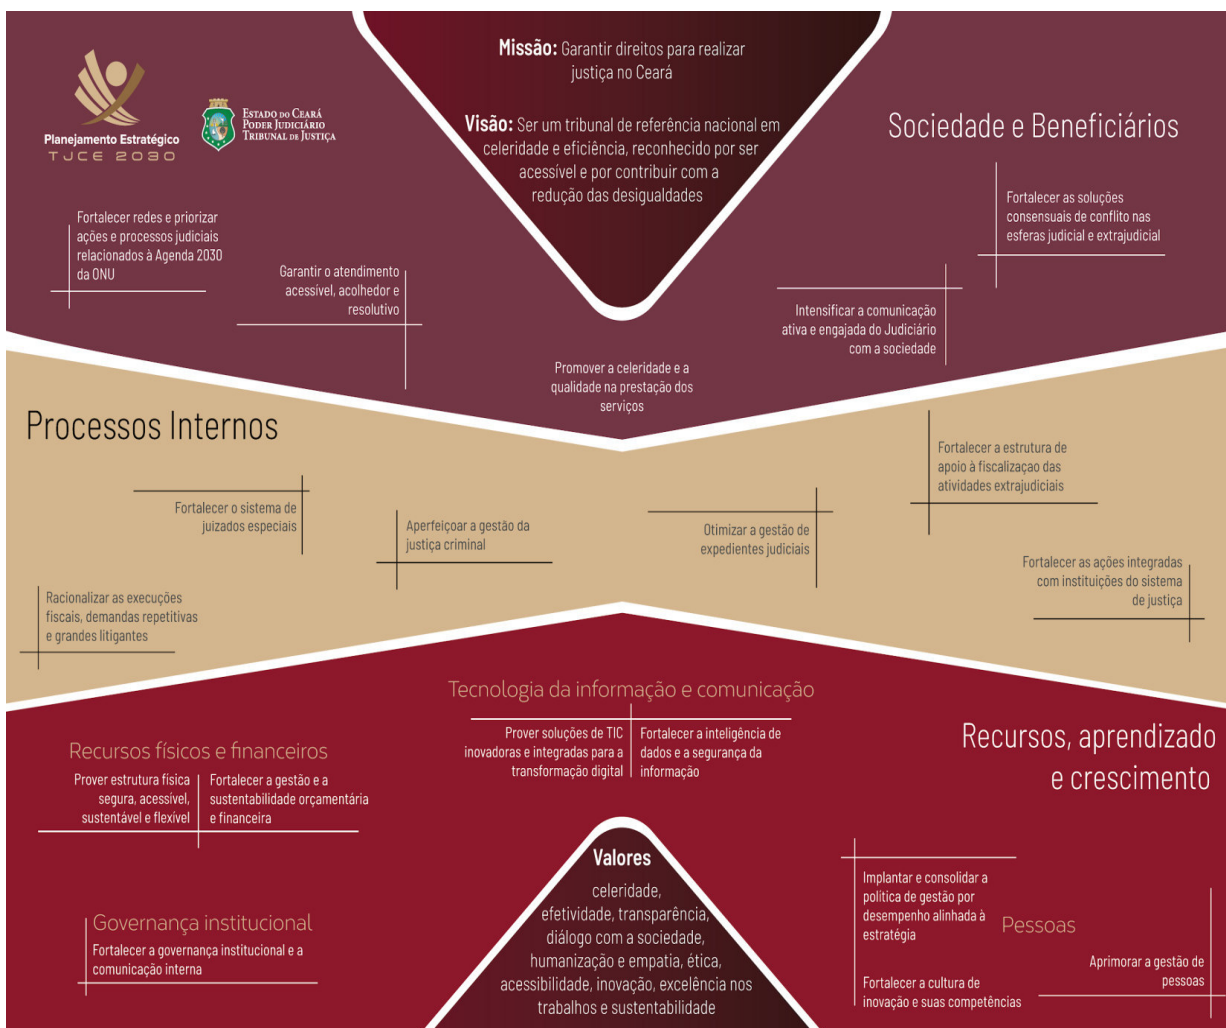 Missão: Garantir direitos para realizar
justiça no Ceará
Visão: Ser um tribunal de referência nacional em
celeridade e eficiência, reconhecido por ser
acessível e por contribuir com a
redução das desigualdades
Planejamento Estratégico
TJCE 2030
ESTADO DO CEARÁ
PODER JUDICIÁRIO
TRIBUNAL DE JUSTIÇA
Sociedade e Beneficiários
Fortalecer redes e priorizar
ações e processos judiciais
relacionados à Agenda 2030
da ONU
Garantir o atendimento
acessível, acolhedor e
resolutivo
Promover a celeridade e a
qualidade na prestação dos
serviços
Intensificar a comunicação
ativa e engajada do Judiciário
com a sociedade
Fortalecer as soluções
consensuais de conflito nas
esferas judicial e extrajudicial
Processos Internos
Racionalizar as execuções
fiscais, demandas repetitivas
e grandes litigantes
Fortalecer o sistema de
juizados especiais
Aperfeiçoar a gestão da
justiça criminal
Otimizar a gestão de
expedientes judiciais
Fortalecer a estrutura de
apoio à fiscalizaçao das
atividades extrajudiciais
Fortalecer as ações integradas
com instituições do sistema
de justiça
Recursos, aprendizado
e crescimento
Tecnologia da informação e comunicação
Prover soluções de TIC
inovadoras e integradas para a
transformação digital
Fortalecer a inteligência de
dados e a segurança da
informação
Recursos físicos e financeiros
Prover estrutura física
segura, acessível,
sustentável e flexível
Fortalecer a gestão e a
sustentabilidade orçamentária
e financeira
Governança institucional
Fortalecer a governança institucional e a
comunicação interna
Valores
celeridade,
efetividade, transparência,
diálogo com a sociedade,
humanização e empatia, ética,
acessibilidade, inovação, excelência nos
trabalhos e sustentabilidade
Pessoas
Implantar e consolidar a
política de gestão por
desempenho alinhada à
estratégia
Fortalecer a cultura de
inovação e suas competências
Aprimorar a gestão de
pessoas